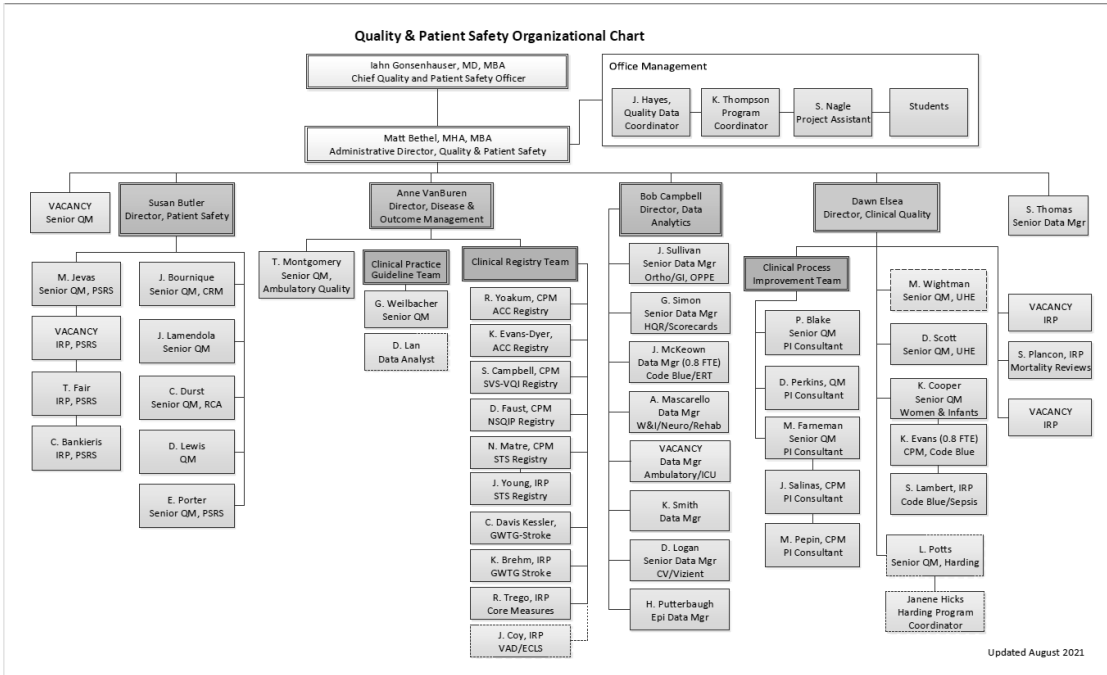 Quality & Patient Safety Organizational Chart
Iahn Gonsenhauser, MD, MBA
Chief Quality and Patient Safety Officer
Office Management
J. Hayes,
Quality Data
Coordinator
K. Thompson
Program
Coordinator
S. Nagle
Project Assistant
Students
Matt Bethel, MHA, MBA
Administrative Director, Quality & Patient Safety
VACANCY
Senior QM
Susan Butler
Director, Patient Safety
Anne VanBuren
Director, Disease &
Outcome Management
Bob Campbell
Director, Data
Analytics
Dawn Elsea
Director, Clinical Quality
S. Thomas
Senior Data Mgr
M. Jevas
Senior QM, PSRS
VACANCY
IRP, PSRS
T. Fair
IRP, PSRS
C. Bankieris
IRP, PSRS
J. Bournique
Senior QM, CRM
J. Lamendola
Senior QM
C. Durst
Senior QM, RCA
D. Lewis
QM
E. Porter
Senior QM, PSRS
T. Montgomery
Senior QM,
Ambulatory Quality
Clinical Practice
Guideline Team
G. Weilbacher
Senior QM
D. Lan
Data Analyst
Clinical Registry Team
R. Yoakum, CPM
ACC Registry
K. Evans-Dyer,
ACC Registry
S. Campbell, CPM
SVS-VQI Registry
D. Faust, CPM
NSQIP Registry
N. Matre, CPM
STS Registry
J. Young, IRP
STS Registry
C. Davis Kessler,
GWTG-Stroke
K. Brehm, IRP
GWTG Stroke
R. Trego, IRP
Core Measures
J. Coy, IRP
VAD/ECLS
J. Sullivan
Senior Data Mgr
Ortho/GI, OPPE
G. Simon
Senior Data Mgr
HQR/Scorecards
J. McKeown
Data Mgr (0.8 FTE)
Code Blue/ERT
A. Mascarello
Data Mgr
W&I/Neuro/Rehab
VACANCY
Data Mgr
Ambulatory/ICU
K. Smith
Data Mgr
D. Logan
Senior Data Mgr
CV/Vizient
H. Putterbaugh
Epi Data Mgr
Clinical Process
Improvement Team
P. Blake
Senior QM
PI Consultant
D. Perkins, QM
PI Consultant
M. Farneman
Senior QM
PI Consultant
J. Salinas, CPM
PI Consultant
M. Pepin, CPM
PI Consultant
M. Wightman
Senior QM, UHE
D. Scott
Senior QM, UHE
K. Cooper
Senior QM
Women & Infants
K. Evans (0.8 FTE)
CPM, Code Blue
S. Lambert, IRP
Code Blue/Sepsis
L. Potts
Senior QM, Harding
Janene Hicks
Harding Program
Coordinator
VACANCY
IRP
S. Plancon, IRP
Mortality Reviews
VACANCY
IRP
Updated August 2021